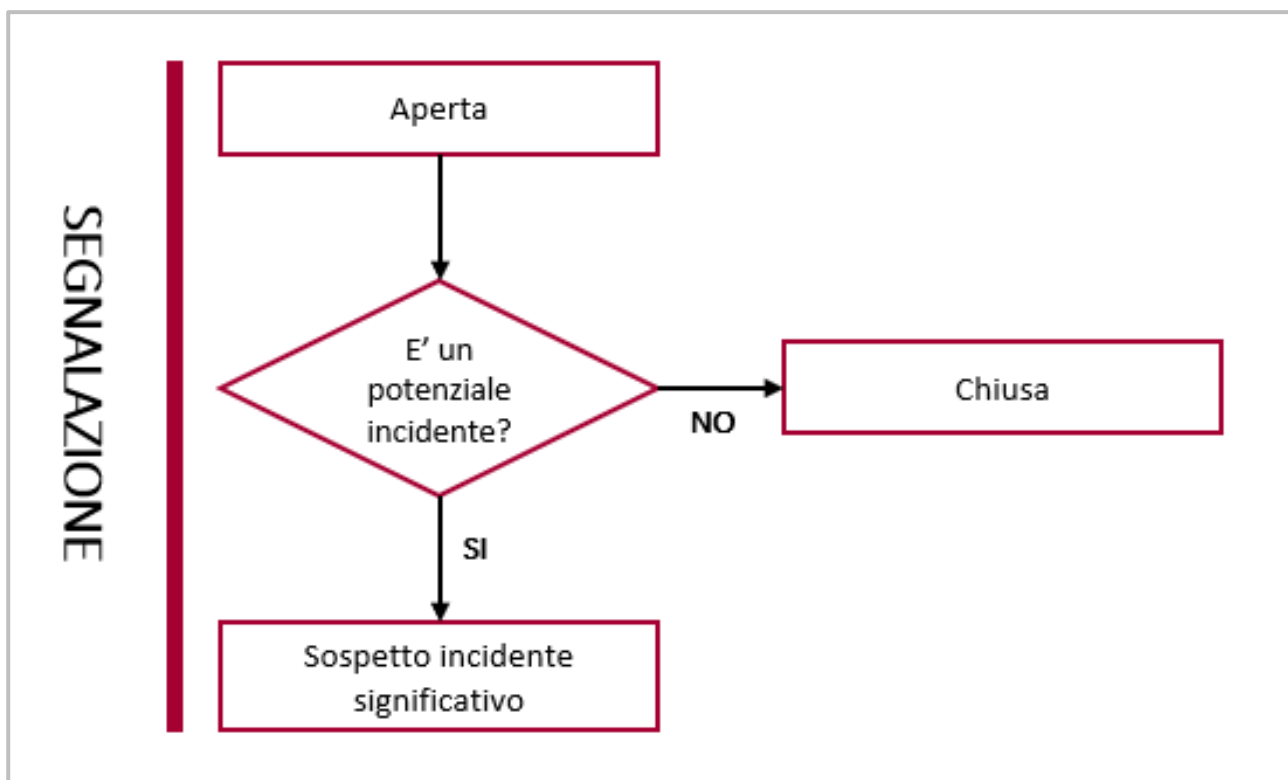 SEGNALAZIONE
Aperta
E’ un
potenziale
incidente?
NO
Chiusa
SI
Sospetto incidente
significativo